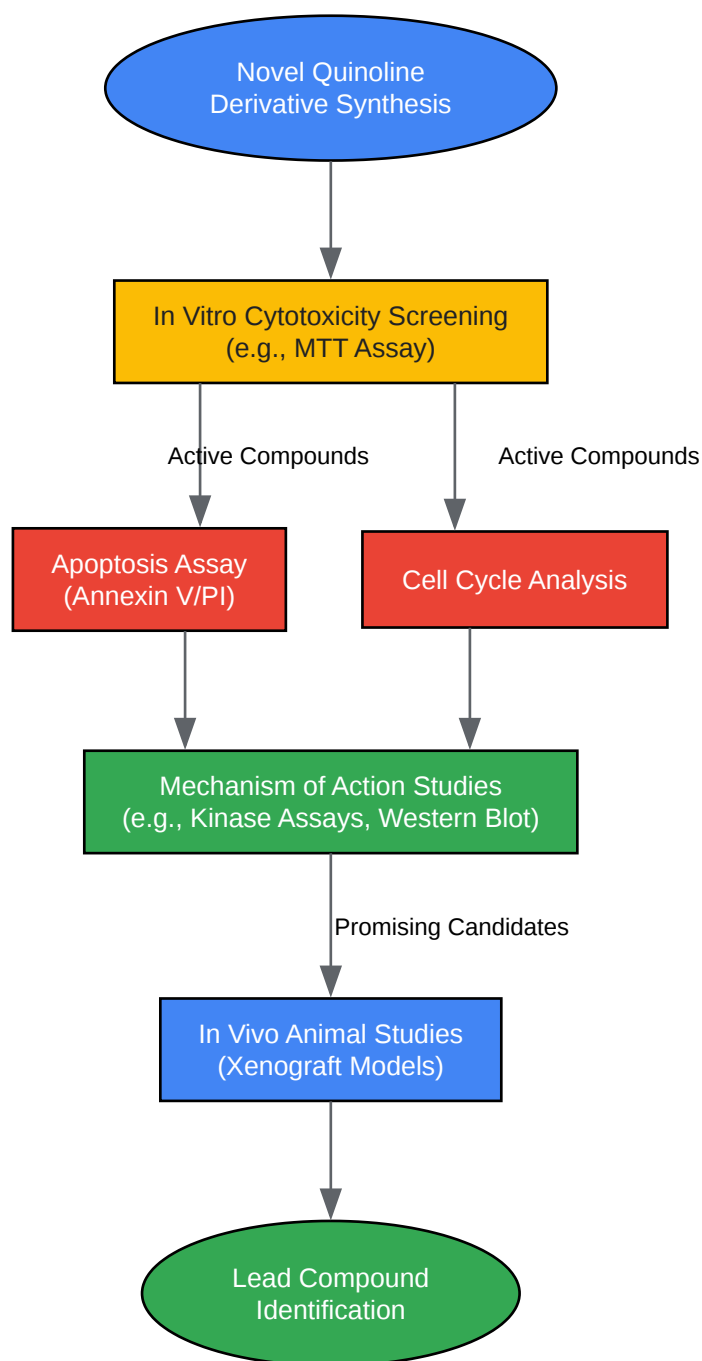 Novel Quinoline
Derivative Synthesis
In Vitro Cytotoxicity Screening
(e.g., MTT Assay)
Active Compounds
Active Compounds
Apoptosis Assay
(Annexin V/PI)
Cell Cycle Analysis
Mechanism of Action Studies
(e.g., Kinase Assays, Western Blot)
Promising Candidates
In Vivo Animal Studies
(Xenograft Models)
Lead Compound
Identification